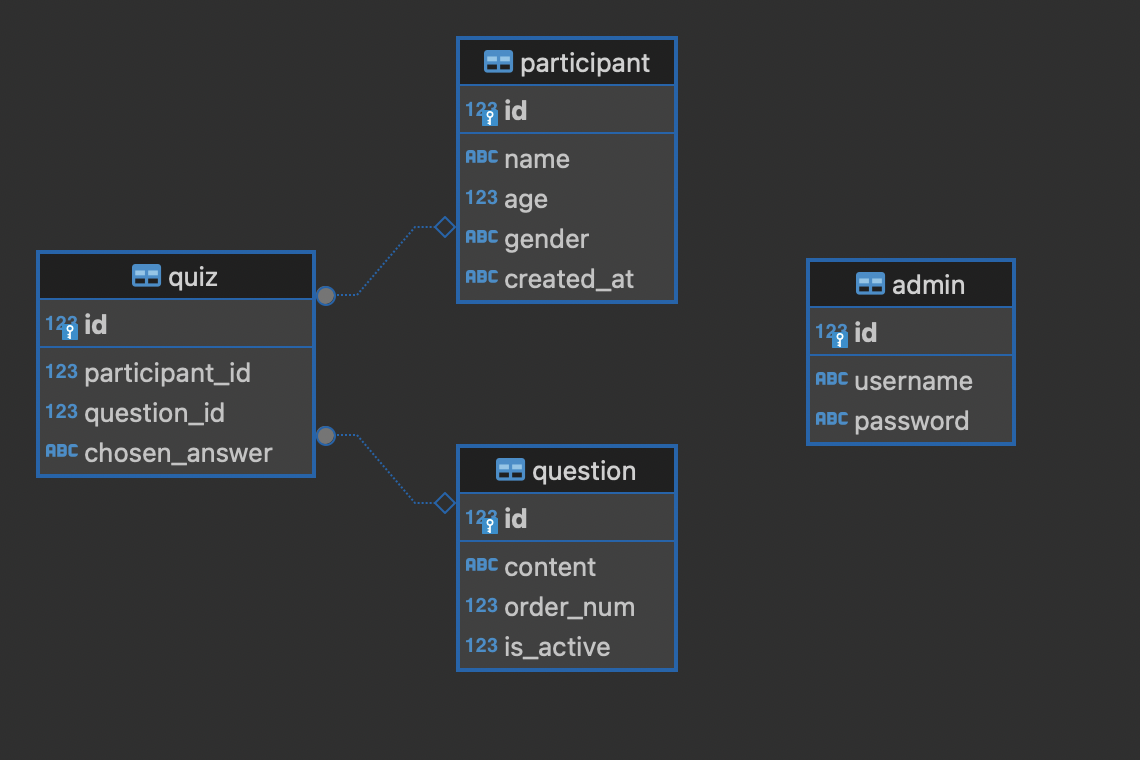 participant
123 id
ABC name
123 age
ABC gender
ABC created_at
quiz
123 id
123 participant_id
123 question_id
ABC chosen_answer
admin
123 id
ABC username
ABC password
question
123 id
ABC content
123 order_num
123 is_active